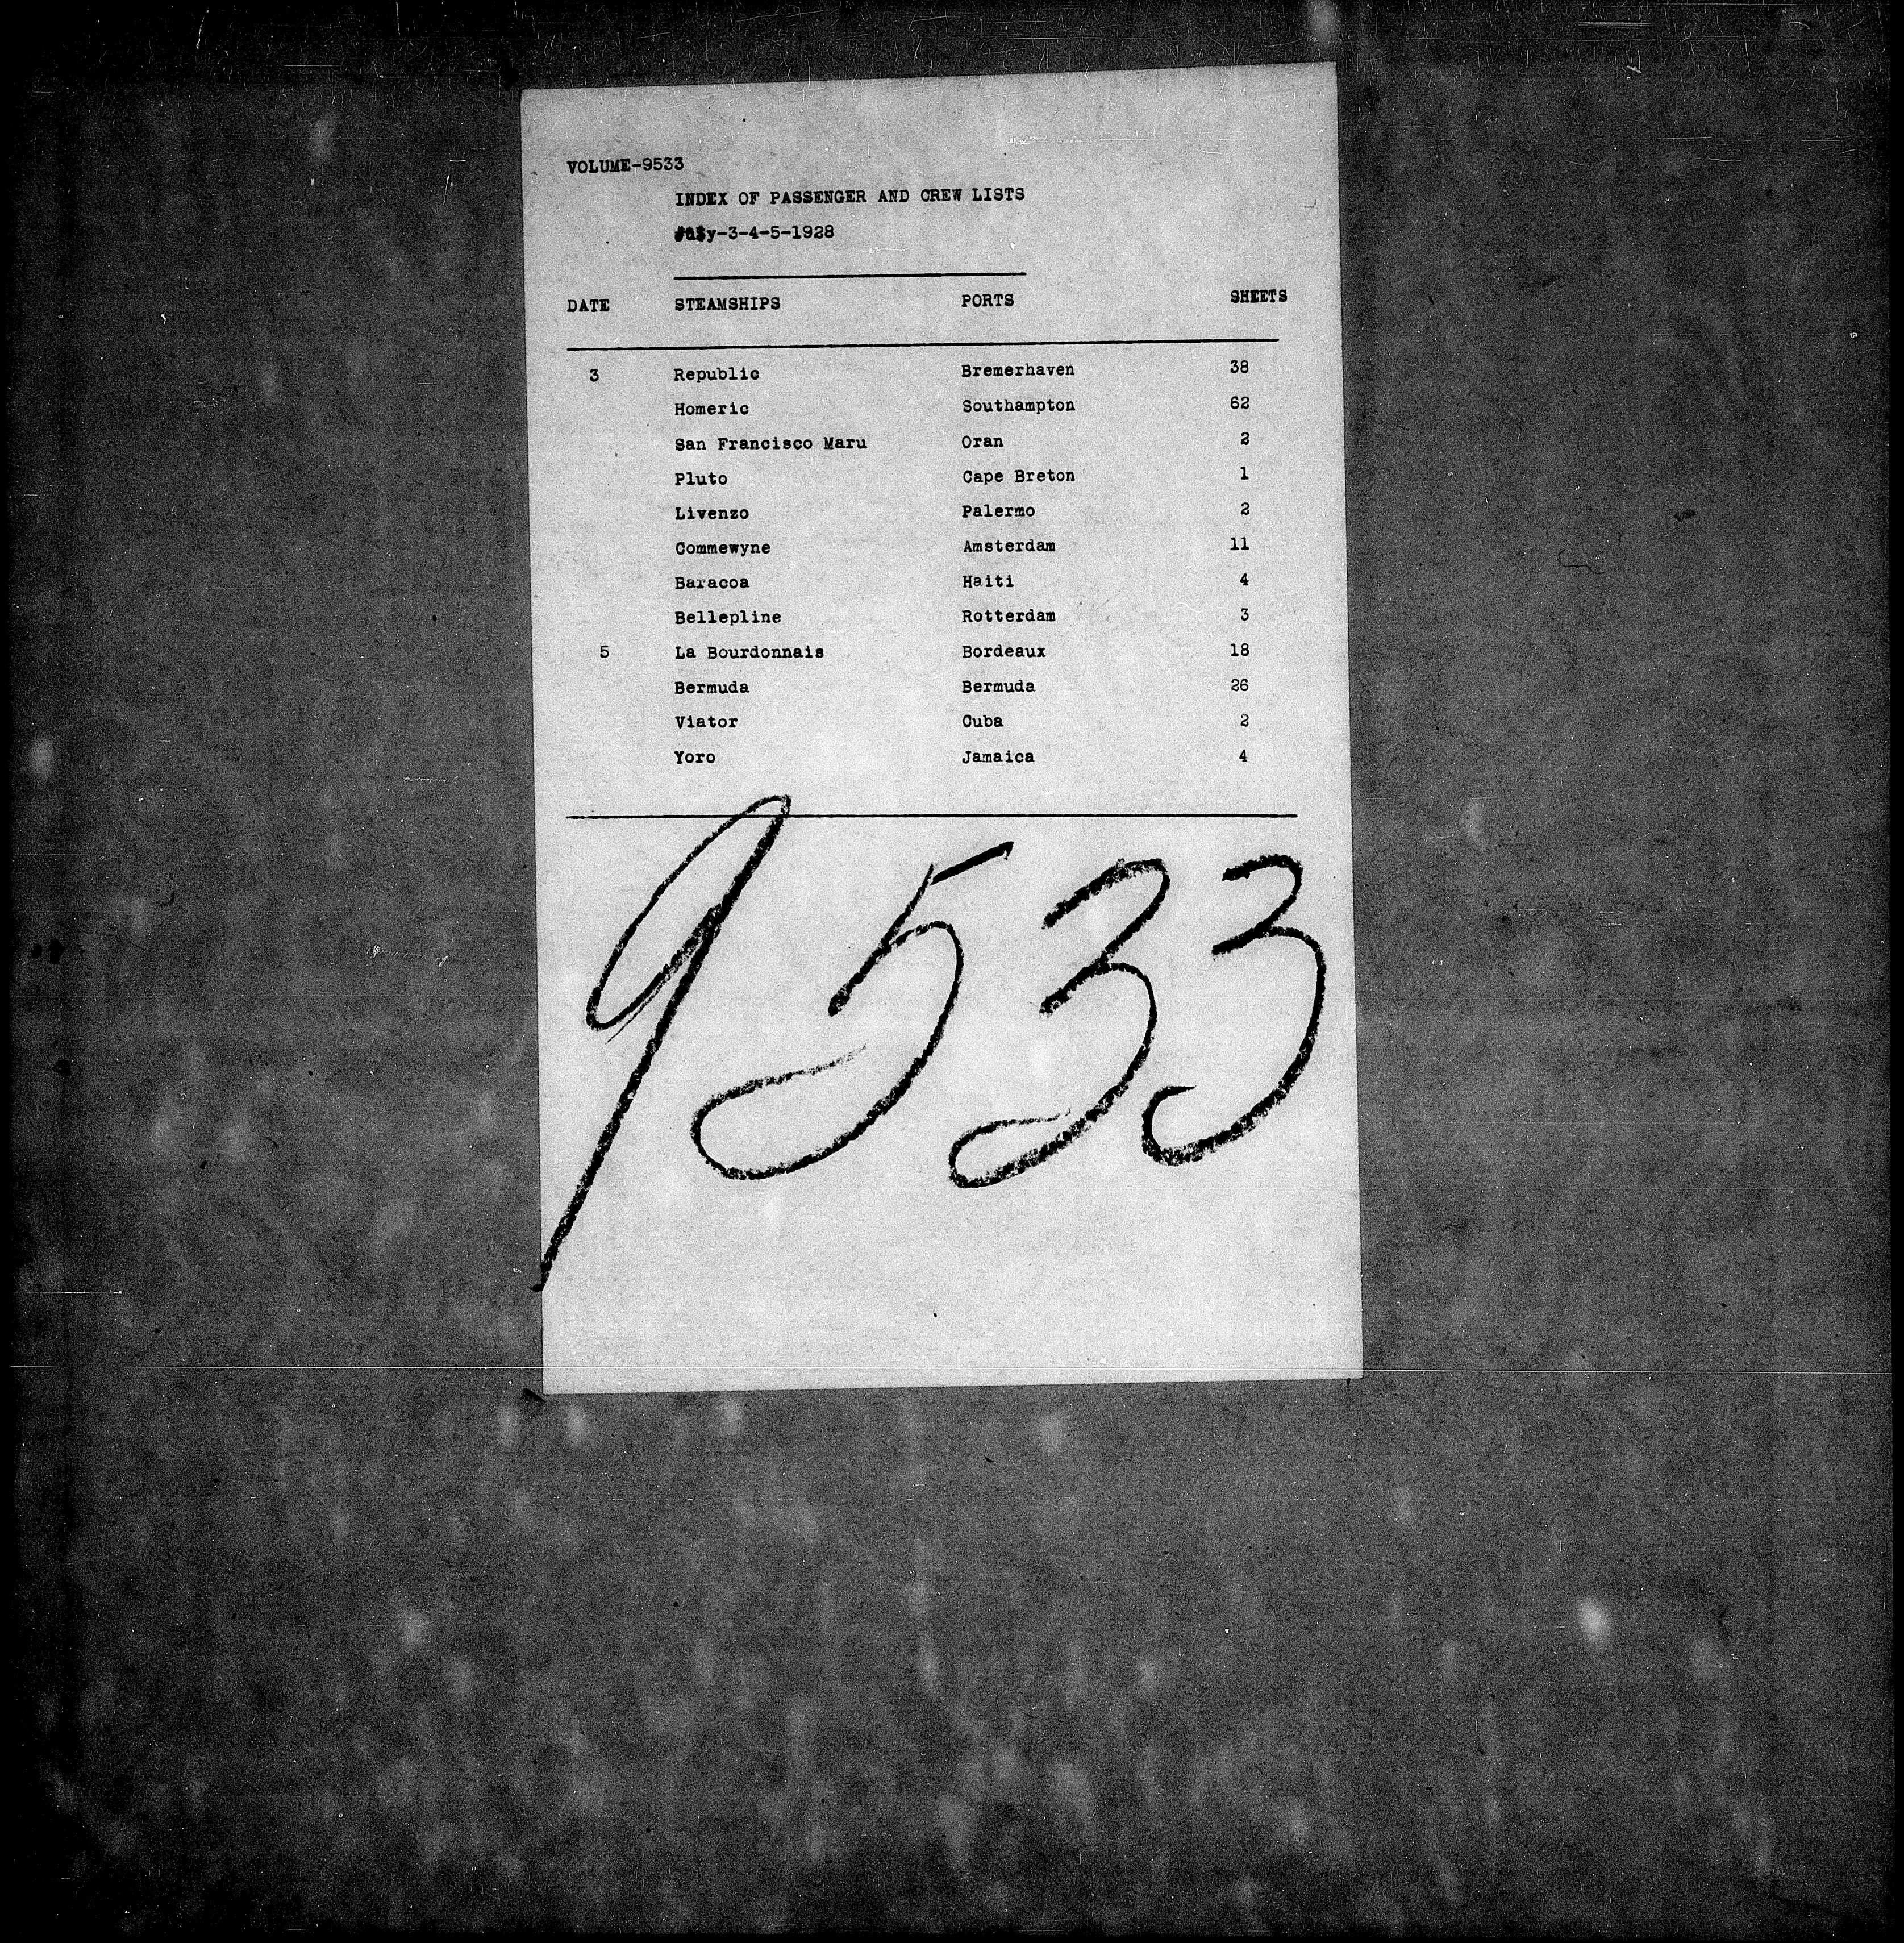 VOLUME-9533
INDEX OF PASSENGER AND CREW LISTS
July-3-4-5-1928
DATE STEAMSHIPS PORTS SHEETS
3 Republic Bremerhaven 38
Homeric Southampton 62
San Francisco Maru Oran 2
Pluto Cape Breton 1
Livenzo Palermo 2
Commewyne Amsterdam 11
Baracoa Haiti 4
Bellepline Rotterdam 3
5 La Bourdonnais Bordeaux 18
Bermuda Bermuda 26
Viator Cuba 2
Yoro Jamaica 4
9533